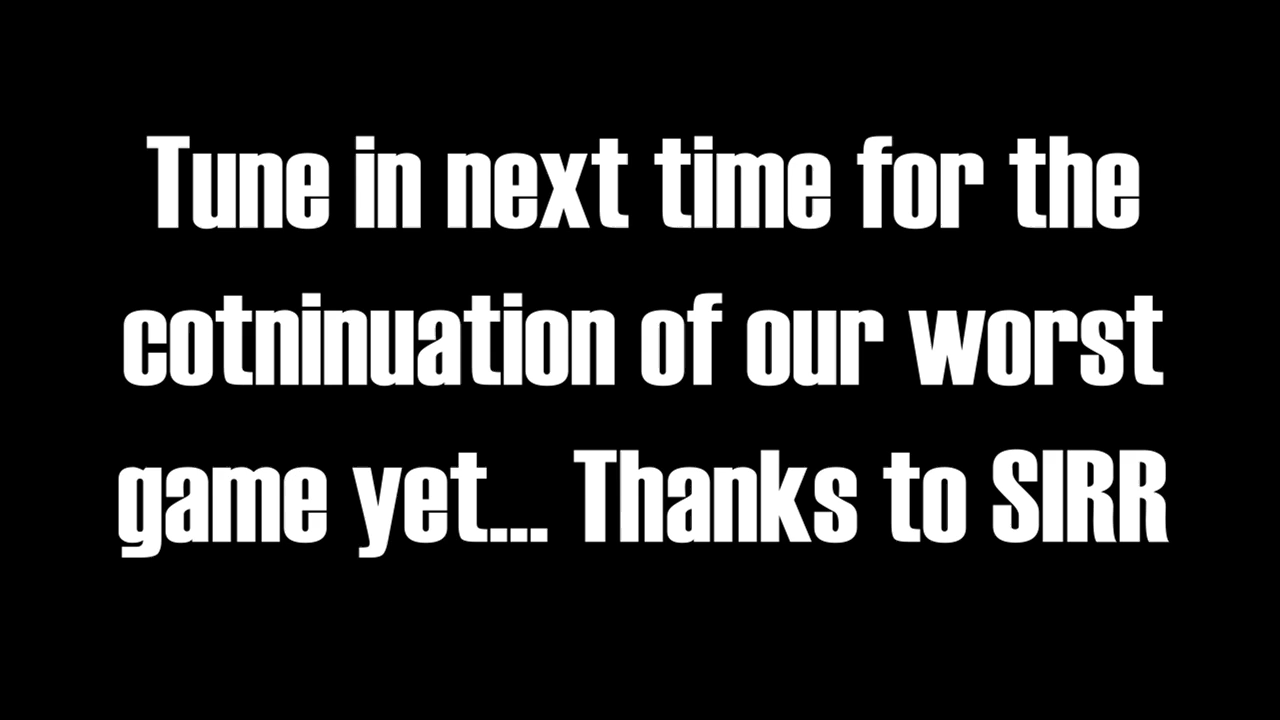 Tune in next time for the
cotninuation of our worst
game yet... Thanks to SIRR